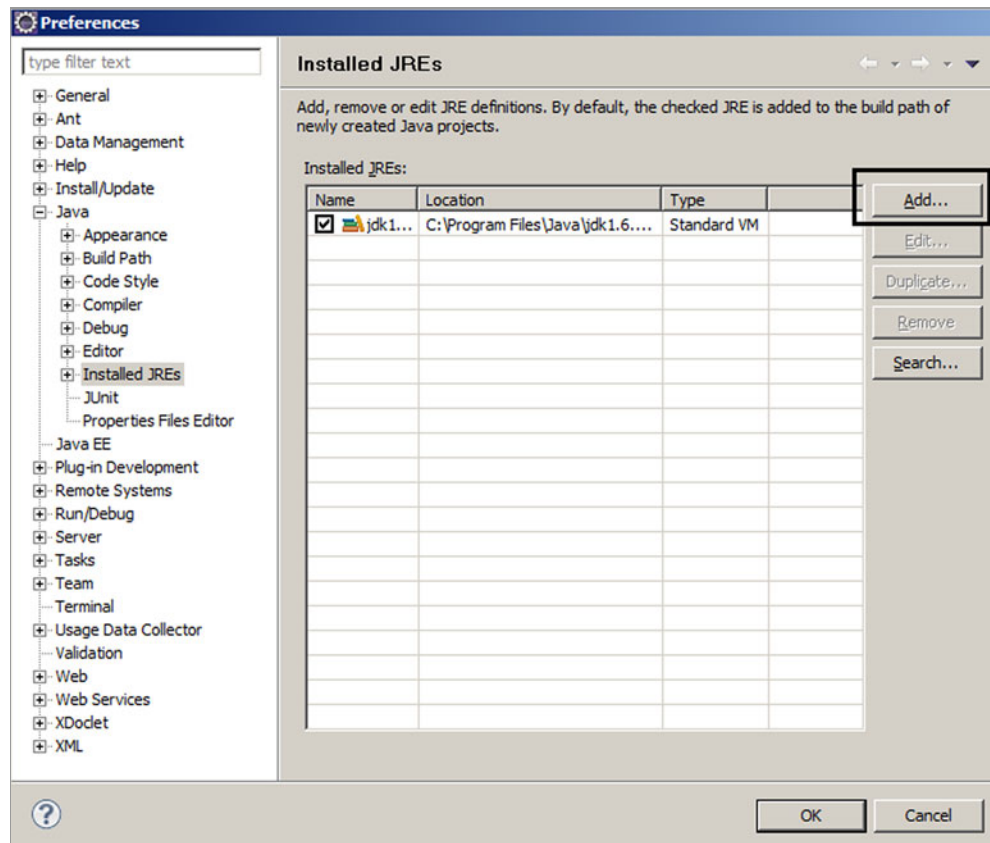 Preferences
type filter text
General
Ant
Data Management
Help
Install/Update
Java
Appearance
Build Path
Code Style
Compiler
Debug
Editor
Installed JREs
JUnit
Properties Files Editor
Java EE
Plug-in Development
Remote Systems
Run/Debug
Server
Tasks
Team
Terminal
Usage Data Collector
Validation
Web
Web Services
XDoclet
XML
Installed JREs
Add, remove or edit JRE definitions. By default, the checked JRE is added to the build path of
newly created Java projects.
Installed JREs:
Name Location Type
jdk1... C:\Program Files\Java\jdk1.6.... Standard VM
Add...
Edit...
Duplicate...
Remove
Search...
? OK Cancel